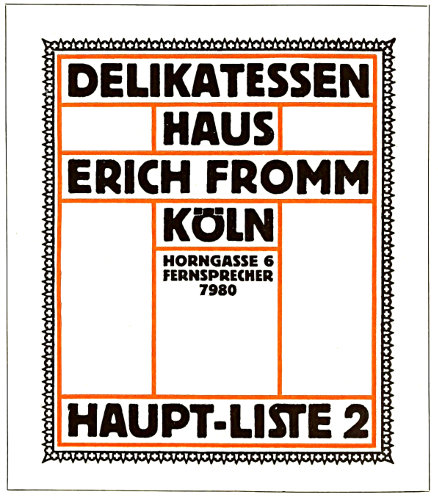 DELIKATESSEN
HAUS
ERICH FROMM
KÖLN
HORNGASSE 6
FERNSPRECHER
7980
HAUPT-LISTE 2